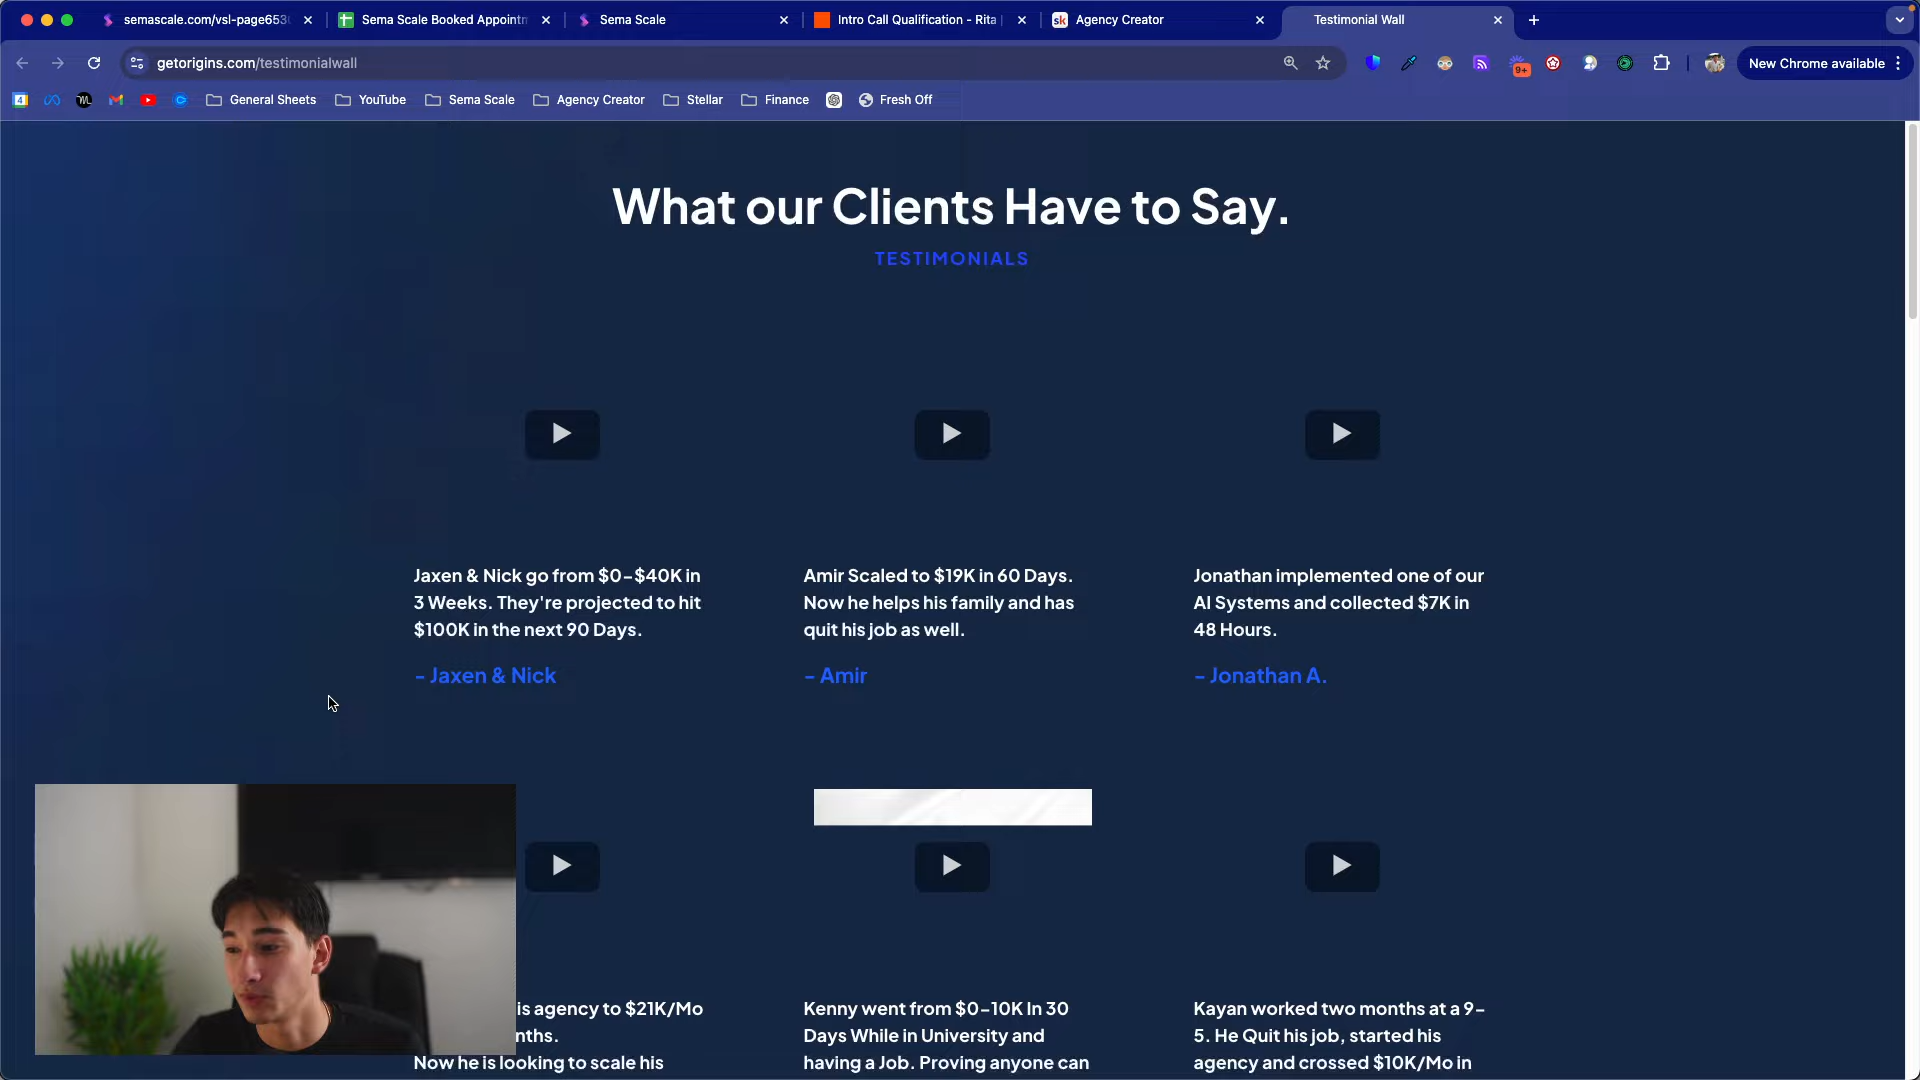 semascale.com/vsl-page653
Sema Scale Booked Appointm
Sema Scale
Intro Call Qualification - Rita |
sk Agency Creator
Testimonial Wall
getorigins.com/testimonialwall
9+
New Chrome available
4
General Sheets
YouTube
Sema Scale
Agency Creator
Stellar
Finance
Fresh Off
What our Clients Have to Say.
TESTIMONIALS
Jaxen & Nick go from $0-$40K in
3 Weeks. They're projected to hit
$100K in the next 90 Days.
- Jaxen & Nick
Amir Scaled to $19K in 60 Days.
Now he helps his family and has
quit his job as well.
- Amir
Jonathan implemented one of our
AI Systems and collected $7K in
48 Hours.
- Jonathan A.
is agency to $21K/Mo
nths.
Now he is looking to scale his
Kenny went from $0-10K In 30
Days While in University and
having a Job. Proving anyone can
Kayan worked two months at a 9-
5. He Quit his job, started his
agency and crossed $10K/Mo in